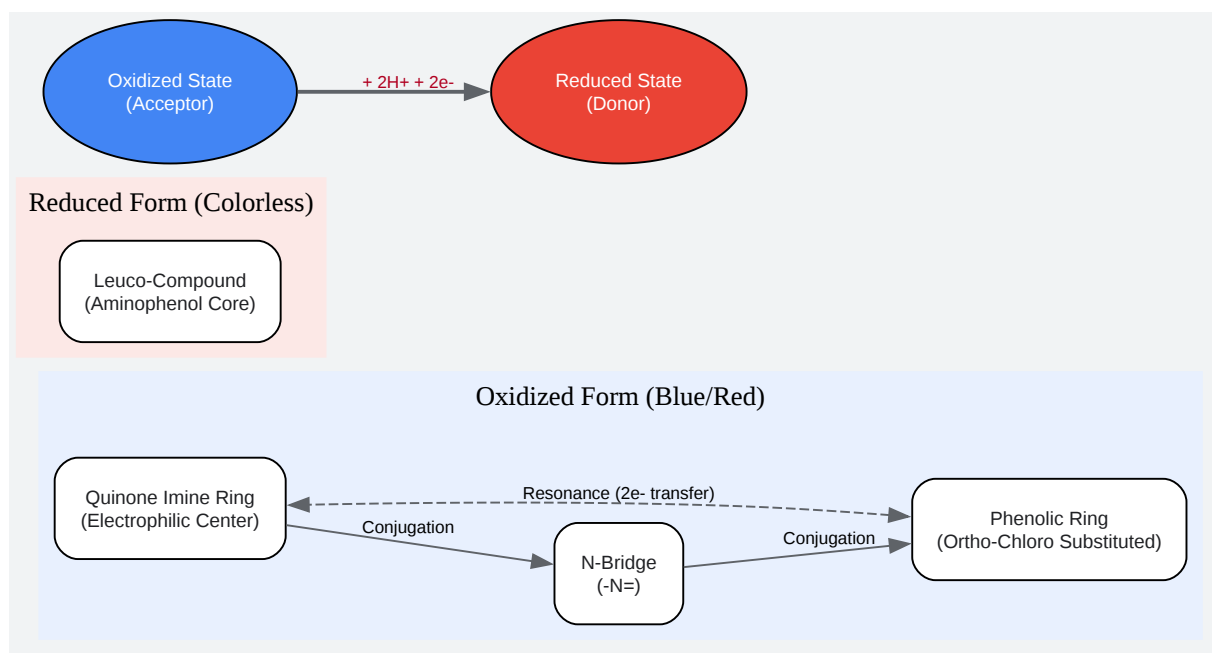 Oxidized State
(Acceptor)
+ 2H+ + 2e-
Reduced State
(Donor)
Reduced Form (Colorless)
Leuco-Compound
(Aminophenol Core)
Oxidized Form (Blue/Red)
Quinone Imine Ring
(Electrophilic Center)
Resonance (2e- transfer)
Conjugation
N-Bridge
(-N=)
Conjugation
Phenolic Ring
(Ortho-Chloro Substituted)